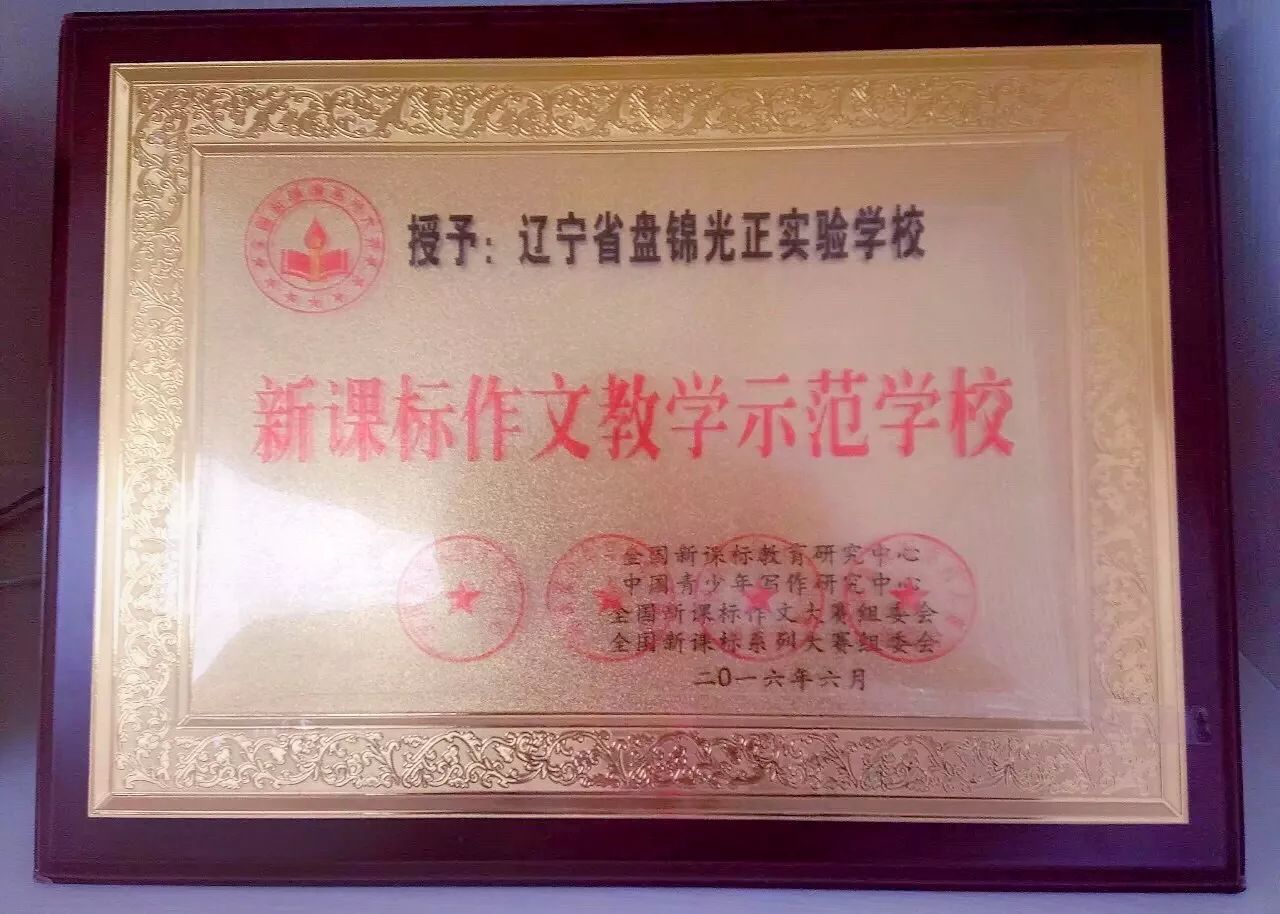 授予：辽宁省盘锦光正实验学校
新课标作文教学示范学校
全国新课标教育研究中心
中国青少年写作研究中心
全国新课标作文大赛组委会
全国新课标系列大赛组委会
二0一六年六月